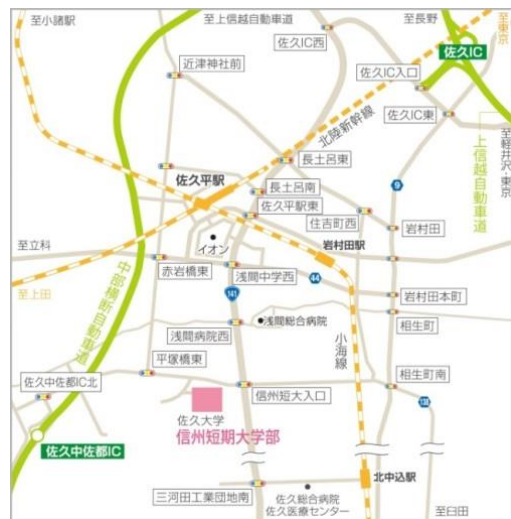 至小諸駅
至上信越自動車道
至長野
至東京
佐久IC西
佐久IC
近津神社前
佐久IC入口
佐久IC東
北陸新幹線
上信越自動車道
至軽井沢・東京
長土呂東
佐久平駅
長土呂南
9
佐久平駅東
住吉町西
岩村田
イオン
岩村田駅
至立科
赤岩橋東
浅間中学西
44
至上田
中部横断自動車道
141
岩村田本町
浅間総合病院
相生町
浅間病院西
小海線
平塚橋東
佐久中佐都IC北
相生町南
信州短大入口
138
佐久大学
信州短期大学部
佐久中佐都IC
北中込駅
三河田工業団地南
佐久総合病院
佐久医療センター
至臼田